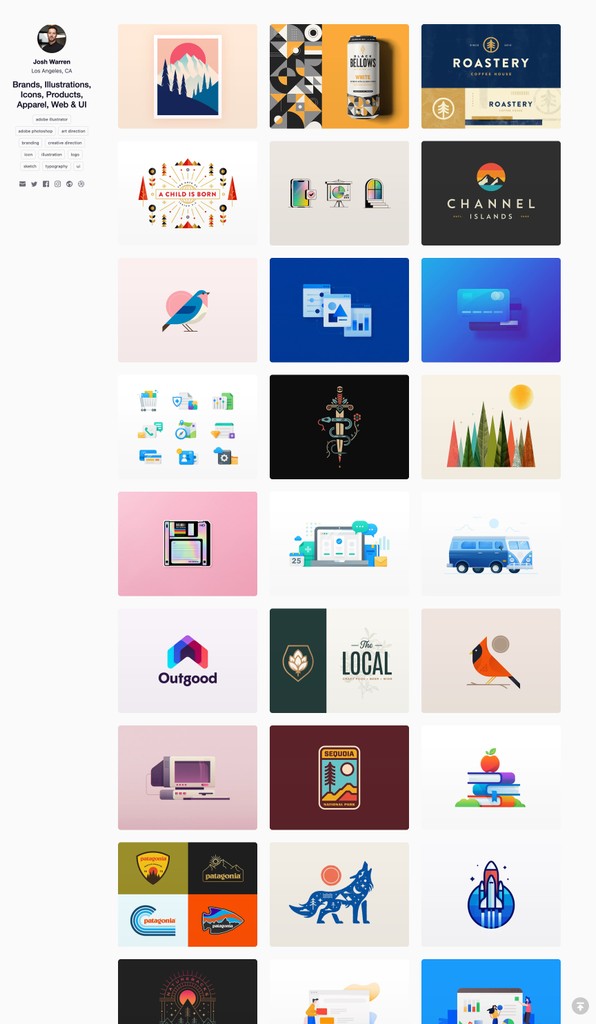 Josh Warren
Los Angeles, CA
Brands, Illustrations,
Icons, Products,
Apparel, Web & UI
adobe illustrator
adobe photoshop
art direction
branding
creative direction
icon
illustration
logo
sketch
typography
ui
BLACK
BELLOWS
WHITE
ROASTERY
COFFEE HOUSE
ROASTERY
A CHILD IS BORN
CHANNEL
ISLANDS
25
Outgood
The
LOCAL
SEQUOIA
NATIONAL PARK
patagonia
patagonia
patagonia
patagonia